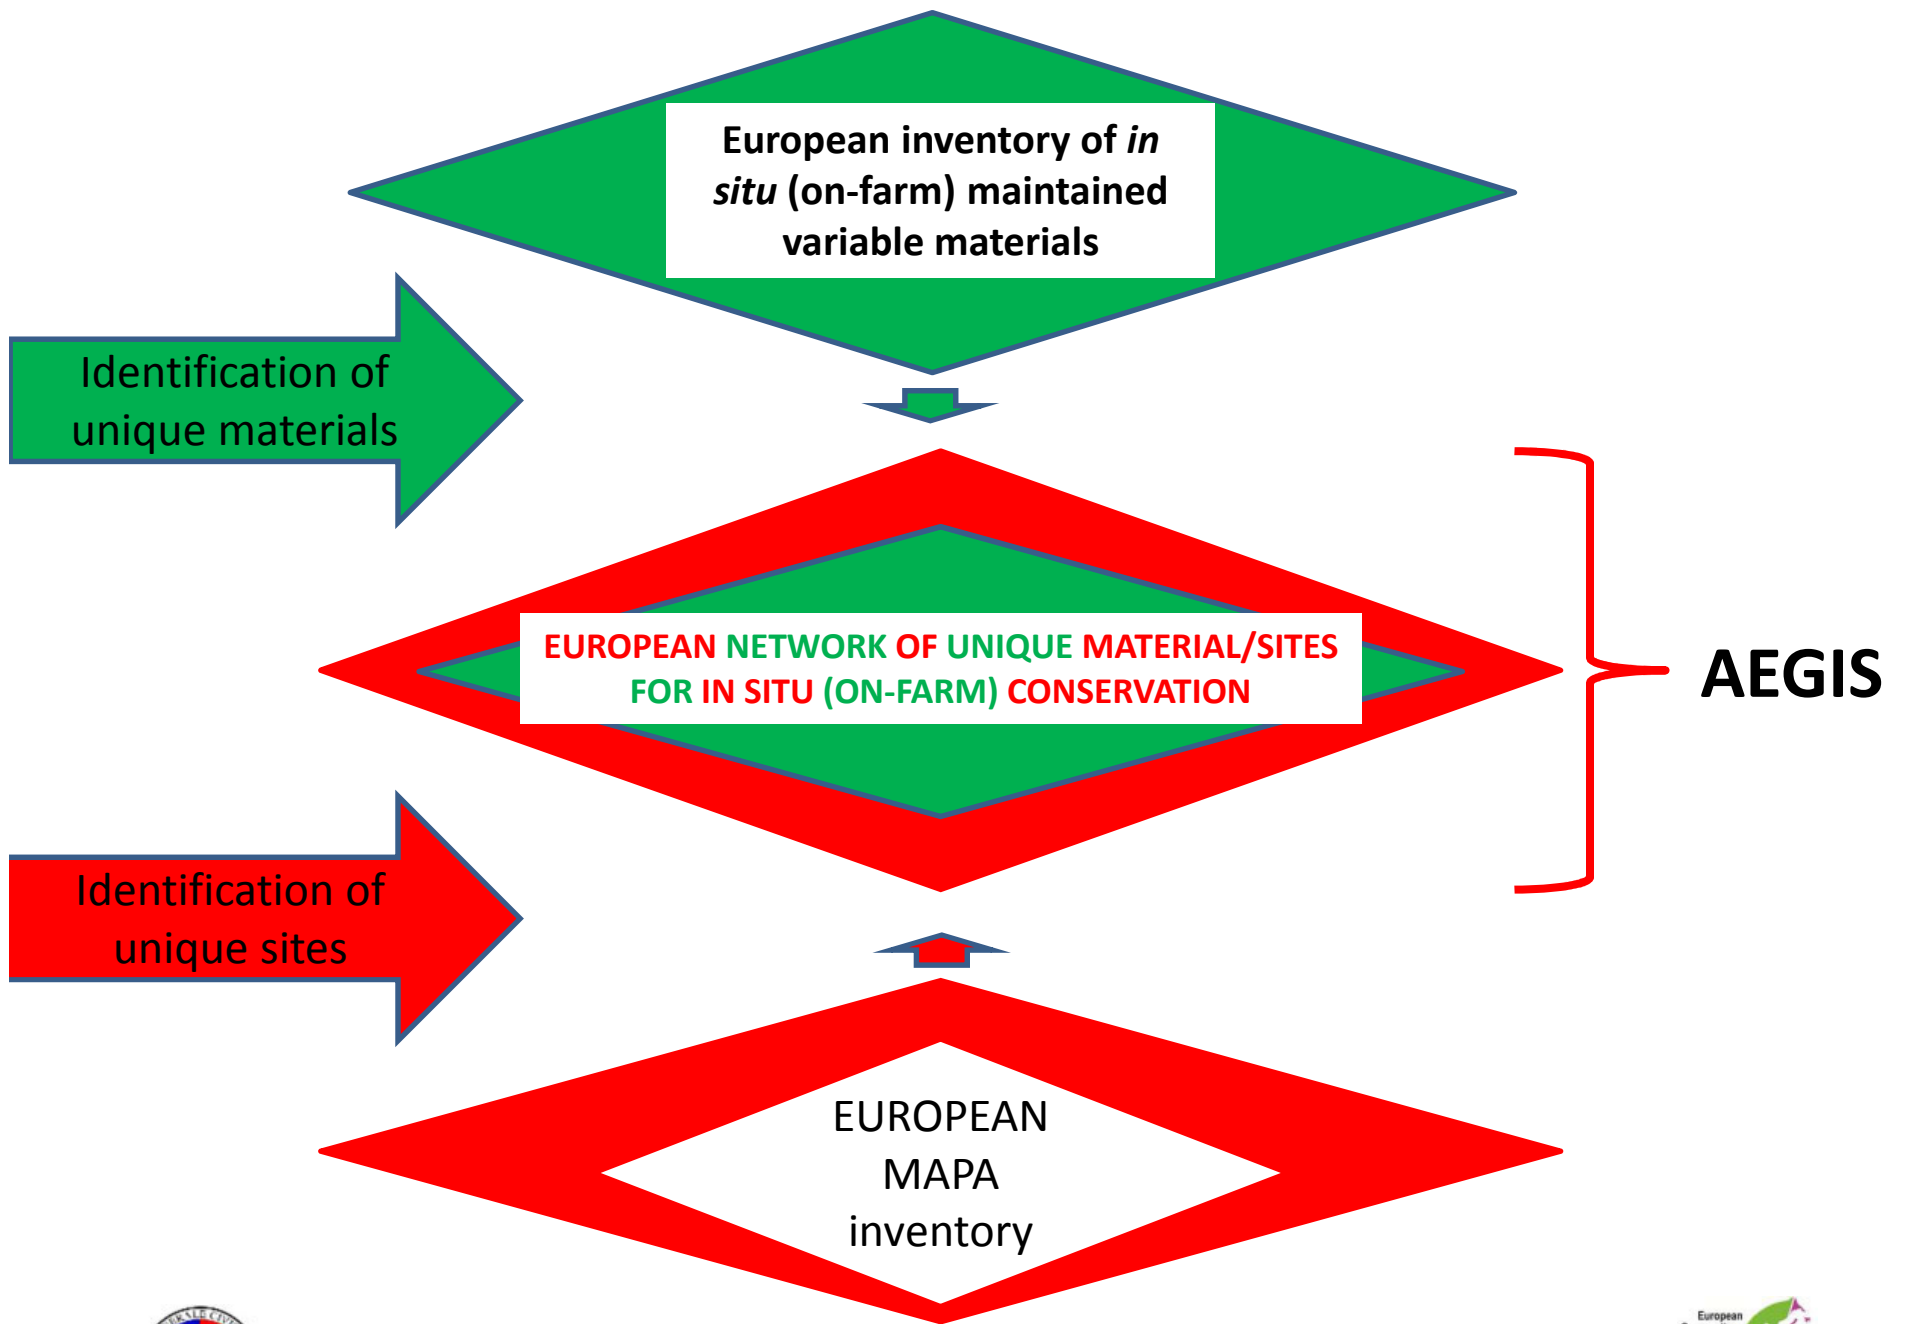 European inventory of in
situ (on-farm) maintained
variable materials
Identification of
unique materials
EUROPEAN NETWORK OF UNIQUE MATERIAL/SITES
FOR IN SITU (ON-FARM) CONSERVATION
AEGIS
Identification of
unique sites
EUROPEAN
MAPA
inventory
European